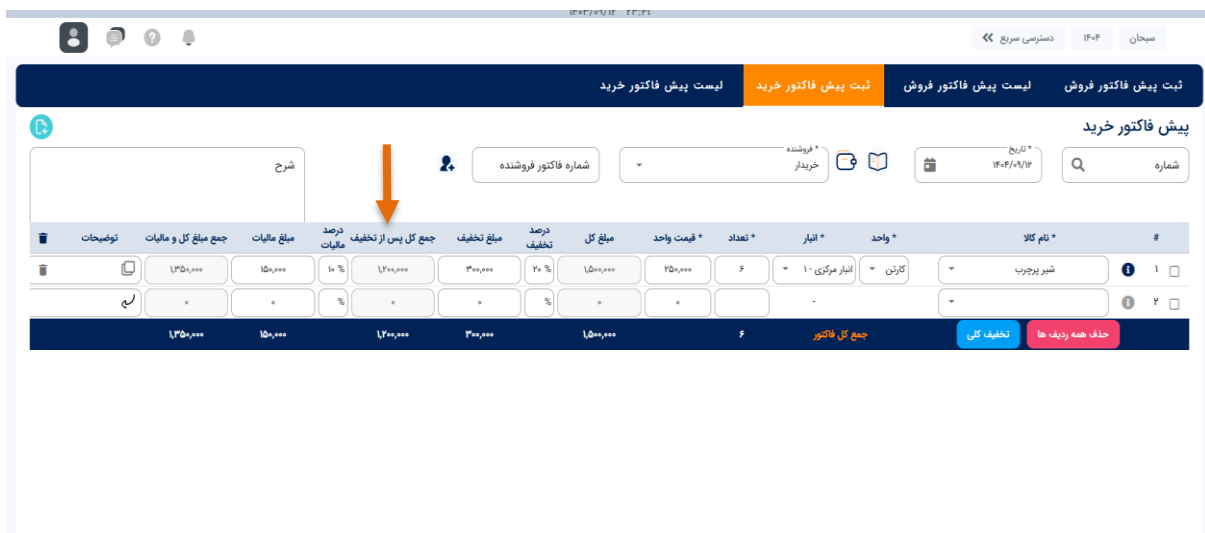 ۱۴۰۳/۰۹/۱۲ ۲۳:۲۱
سبحان ۱۴۰۴ دسترسی سریع
ثبت پیش فاکتور فروش لیست پیش فاکتور فروش ثبت پیش فاکتور خرید لیست پیش فاکتور خرید
پیش فاکتور خرید
* تاریخ * فروشنده
شماره ۱۴۰۴/۰۹/۱۲ خریدار شماره فاکتور فروشنده شرح
# * نام کالا * واحد * انبار * تعداد * قیمت واحد مبلغ کل درصد تخفیف مبلغ تخفیف جمع کل پس از تخفیف درصد مالیات مبلغ مالیات جمع مبلغ کل و مالیات توضیحات
۱ شیر پرچرب کارتن انبار مرکزی - ۱ ۶ ۲۵۰,۰۰۰ ۱,۵۰۰,۰۰۰ % ۲۰ ۳۰۰,۰۰۰ ۱,۲۰۰,۰۰۰ % ۱۰ ۱۵۰,۰۰۰ ۱,۳۵۰,۰۰۰
۲ - ۰ ۰ % ۰ ۰ % ۰ ۰
حذف همه ردیف ها تخفیف کلی جمع کل فاکتور ۶ ۱,۵۰۰,۰۰۰ ۳۰۰,۰۰۰ ۱,۲۰۰,۰۰۰ ۱۵۰,۰۰۰ ۱,۳۵۰,۰۰۰